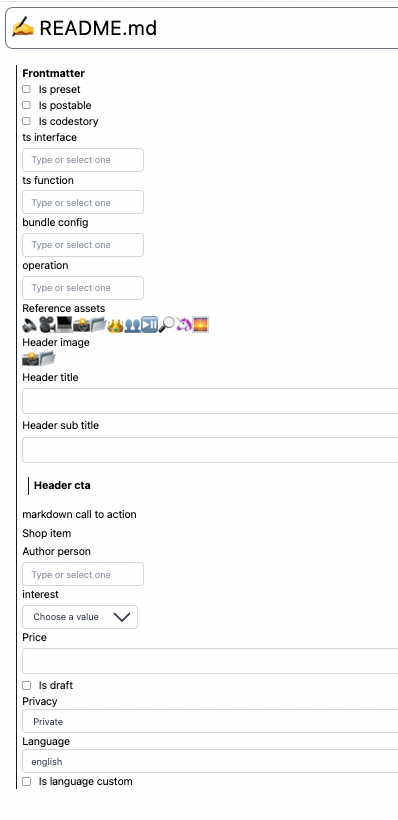 README.md
Frontmatter
Is preset
Is postable
Is codestory
ts interface
Type or select one
ts function
Type or select one
bundle config
Type or select one
operation
Type or select one
Reference assets
Header image
Header title
Header sub title
Header cta
markdown call to action
Shop item
Author person
Type or select one
interest
Choose a value
Price
Is draft
Privacy
Private
Language
english
Is language custom